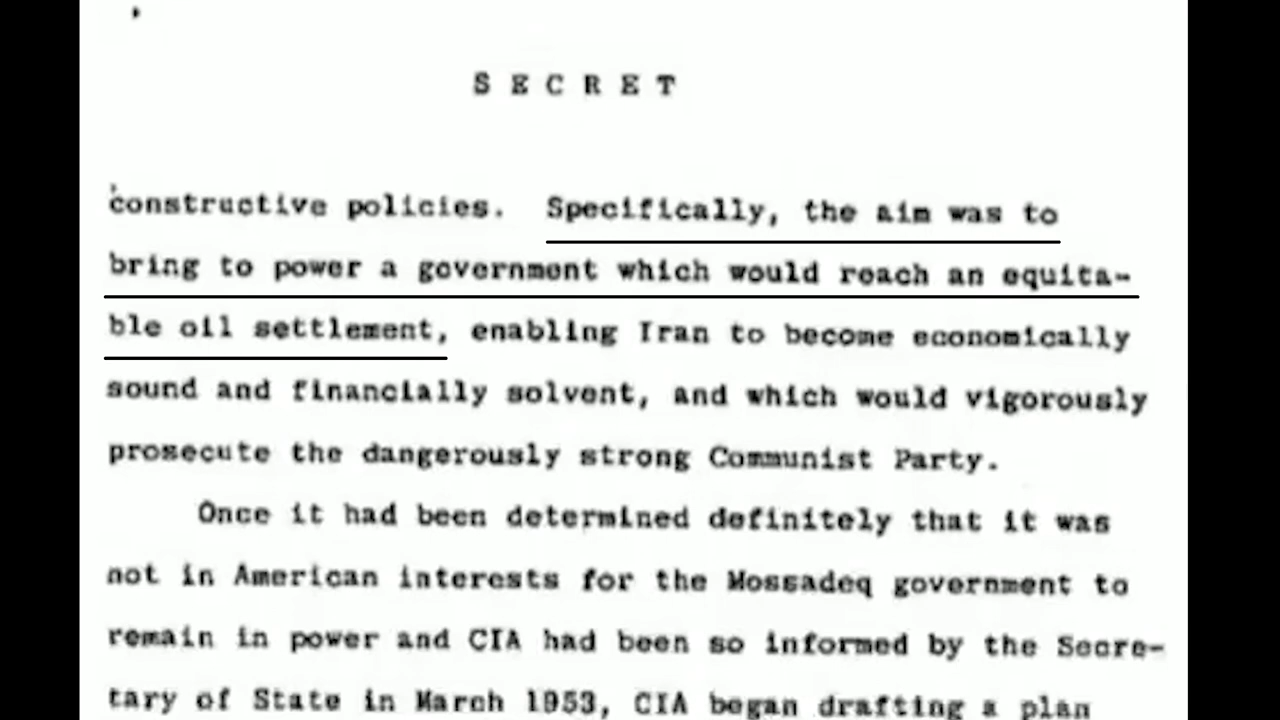 S E C R E T
constructive policies. Specifically, the aim was to
bring to power a government which would reach an equita-
ble oil settlement, enabling Iran to become economically
sound and financially solvent, and which would vigorously
prosecute the dangerously strong Communist Party.
Once it had been determined definitely that it was
not in American interests for the Mossadeq government to
remain in power and CIA had been so informed by the Secre-
tary of State in March 1953, CIA began drafting a plan